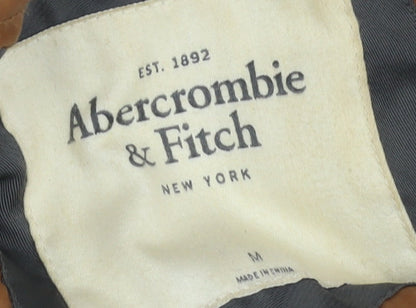 EST. 1892
Abercrombie
& Fitch
NEW YORK
M
MADE IN CHINA